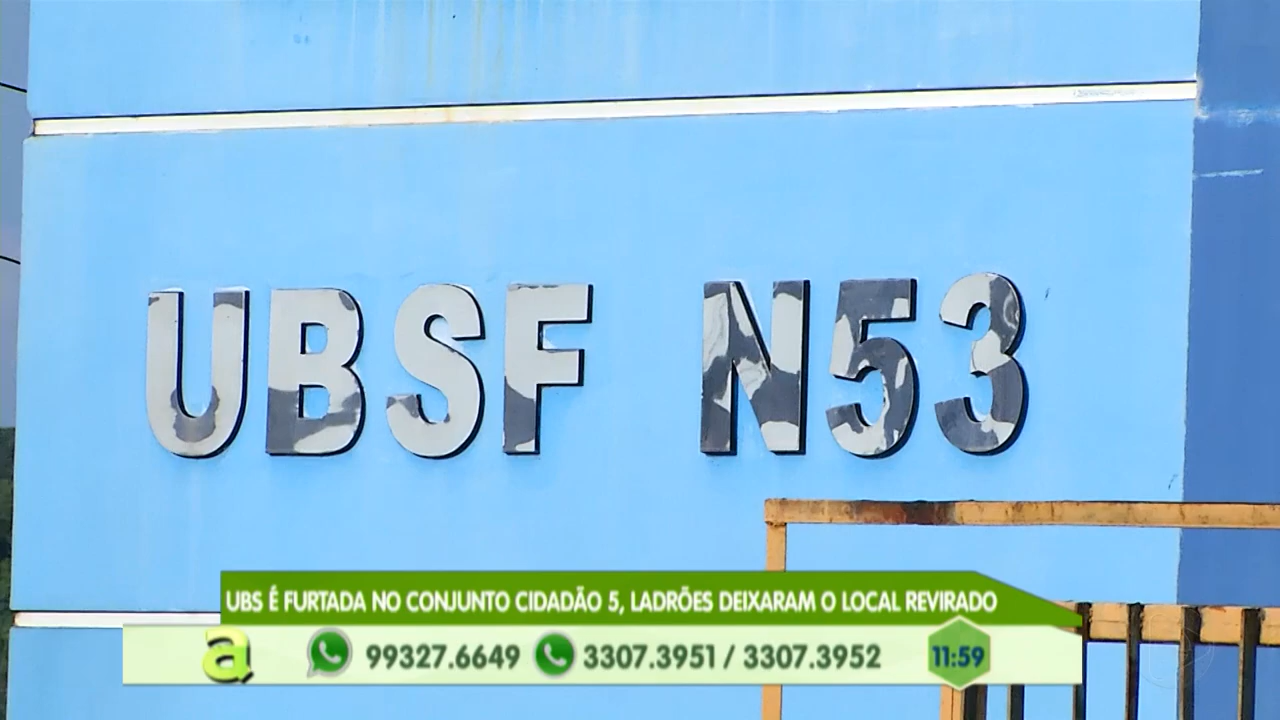 UBSF N53
UBS É FURTADA NO CONJUNTO CIDADÃO 5, LADRÕES DEIXARAM O LOCAL REVIRADO
a 99327.6649 3307.3951 / 3307.3952 11:59